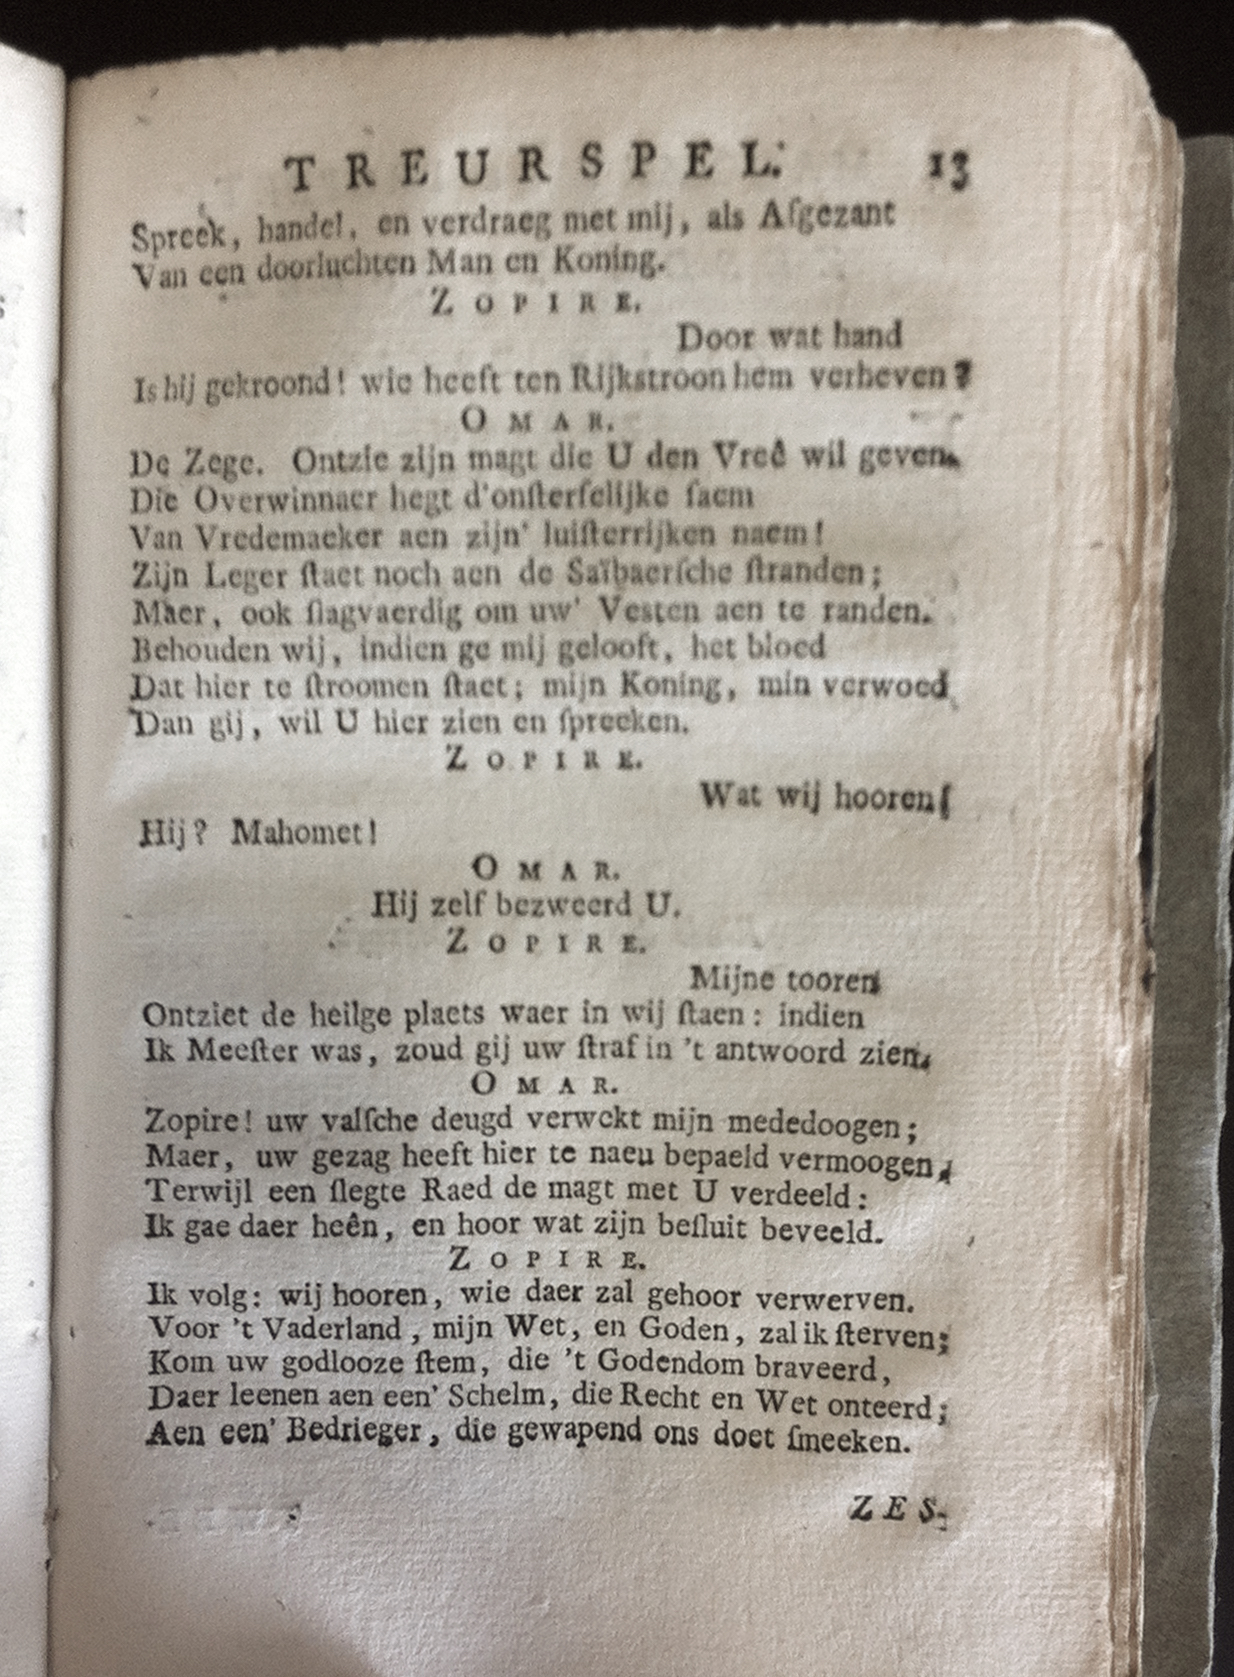 TREURSPEL. 13
Spreek, handel, en verdraeg met mij, als Afgezant
Van een doorluchten Man en Koning.
ZOPIRE.
Door wat hand
Is hij gekroond! wie heeft ten Rijkstroon hem verheven?
OMAR.
De Zege. Ontzie zijn magt die U den Vreê wil geven.
Die Overwinnaer hegt d'onſterfelijke faem
Van Vredemaeker aen zijn' luiſterrijken naem!
Zijn Leger ſtaet noch aen de Saïbaerſche ſtranden;
Maer, ook ſlagvaerdig om uw' Vesten aen te randen.
Behouden wij, indien ge mij gelooft, het bloed
Dat hier te ſtroomen ſtaet; mijn Koning, min verwoed
Dan gij, wil U hier zien en ſpreeken.
ZOPIRE.
Wat wij hooren!
Hij? Mahomet!
OMAR.
Hij zelf bezweerd U.
ZOPIRE.
Mijne tooren
Ontziet de heilge plaets waer in wij ſtaen: indien
Ik Meeſter was, zoud gij uw ſtraf in 't antwoord zien.
OMAR.
Zopire! uw valſche deugd verwekt mijn mededoogen;
Maer, uw gezag heeft hier te naeu bepaeld vermoogen,
Terwijl een ſlegte Raed de magt met U verdeeld:
Ik gae daer heên, en hoor wat zijn beſluit beveeld.
ZOPIRE.
Ik volg: wij hooren, wie daer zal gehoor verwerven.
Voor 't Vaderland, mijn Wet, en Goden, zal ik ſterven;
Kom uw godlooze ſtem, die 't Godendom braveerd,
Daer leenen aen een' Schelm, die Recht en Wet onteerd;
Aen een' Bedrieger, die gewapend ons doet ſmeeken.
ZES-